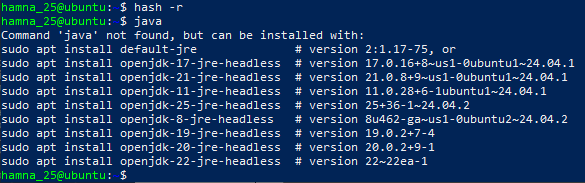 hamna_25@ubuntu:~$ hash -r
hamna_25@ubuntu:~$ java
Command 'java' not found, but can be installed with:
sudo apt install default-jre              # version 2:1.17-75, or
sudo apt install openjdk-17-jre-headless  # version 17.0.16+8~us1-0ubuntu1~24.04.1
sudo apt install openjdk-21-jre-headless  # version 21.0.8+9~us1-0ubuntu1~24.04.1
sudo apt install openjdk-11-jre-headless  # version 11.0.28+6-1ubuntu1~24.04.1
sudo apt install openjdk-25-jre-headless  # version 25+36-1~24.04.2
sudo apt install openjdk-8-jre-headless   # version 8u462-ga~us1-0ubuntu2~24.04.2
sudo apt install openjdk-19-jre-headless  # version 19.0.2+7-4
sudo apt install openjdk-20-jre-headless  # version 20.0.2+9-1
sudo apt install openjdk-22-jre-headless  # version 22~22ea-1
hamna_25@ubuntu:~$